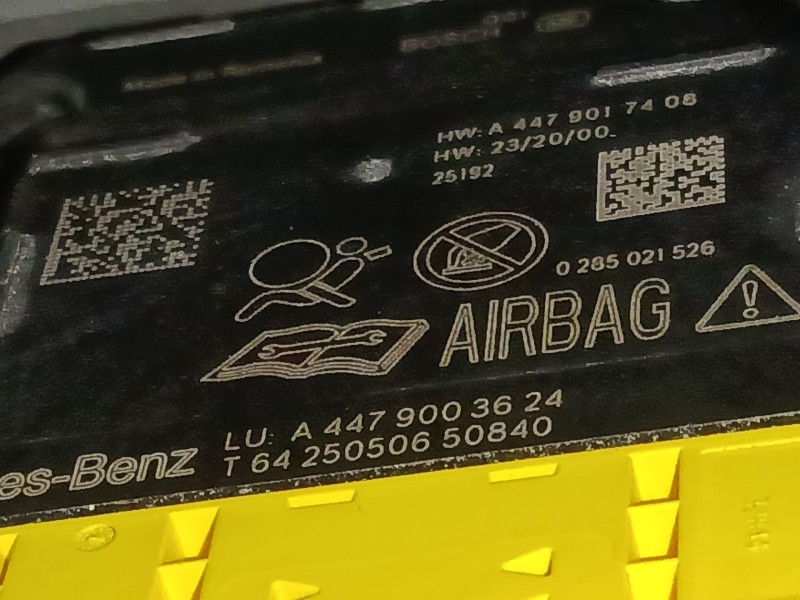 BOSCH
Made in Romania
HW: A 447 901 74 08
HW: 23/20/00
25192
0 285 021 526
AIRBAG
LU: A 447 900 36 24
es-Benz T 64 250506 50840